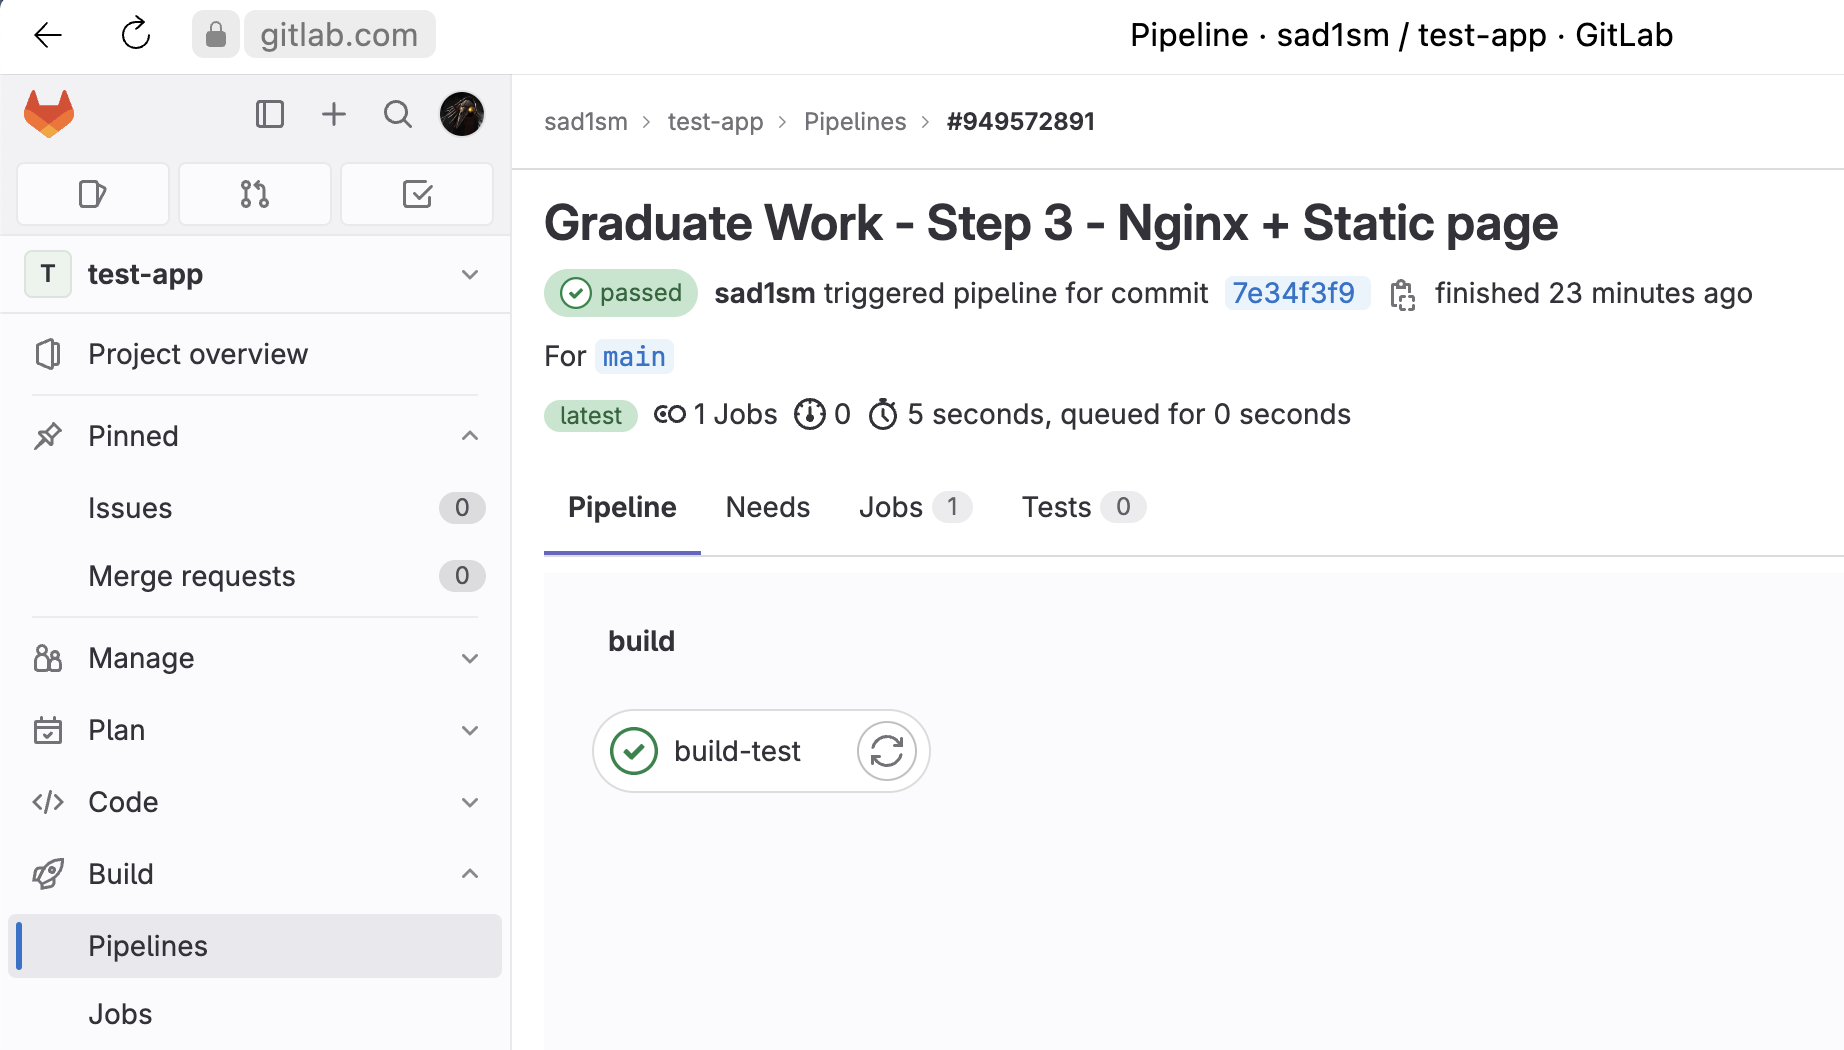 gitlab.com
Pipeline · sad1sm / test-app · GitLab
sad1sm > test-app > Pipelines > #949572891
T test-app
Project overview
Pinned
Issues 0
Merge requests 0
Manage
Plan
Code
Build
Pipelines
Jobs
Graduate Work - Step 3 - Nginx + Static page
passed sad1sm triggered pipeline for commit 7e34f3f9 finished 23 minutes ago
For main
latest 1 Jobs 0 5 seconds, queued for 0 seconds
Pipeline Needs Jobs 1 Tests 0
build
build-test